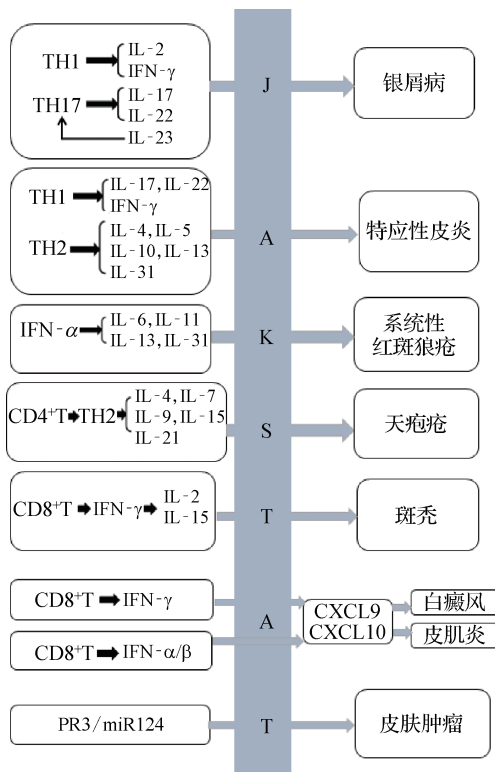 TH1
IL-2
IFN-γ
TH17
IL-17
IL-22
IL-23
J
银屑病
TH1
IL-17, IL-22
IFN-γ
TH2
IL-4, IL-5
IL-10, IL-13
IL-31
A
特应性皮炎
IFN-α
IL-6, IL-11
IL-13, IL-31
K
系统性
红斑狼疮
CD4+T
TH2
IL-4, IL-7
IL-9, IL-15
IL-21
S
天疱疮
CD8+T
IFN-γ
IL-2
IL-15
T
斑秃
CD8+T
IFN-γ
CD8+T
IFN-α/β
A
CXCL9
CXCL10
白癜风
皮肌炎
PR3/miR124
T
皮肤肿瘤